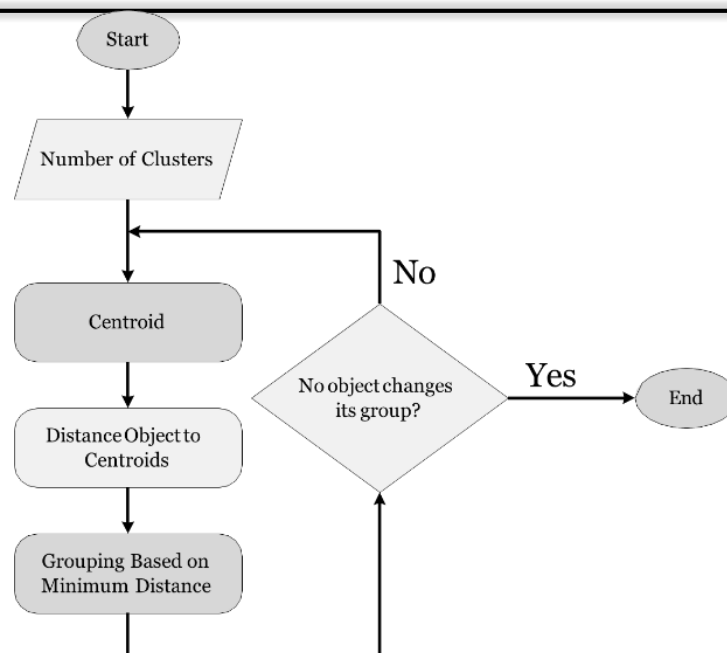 Start
Number of Clusters
No
Centroid
No object changes
its group?
Yes
End
Distance Object to
Centroids
Grouping Based on
Minimum Distance